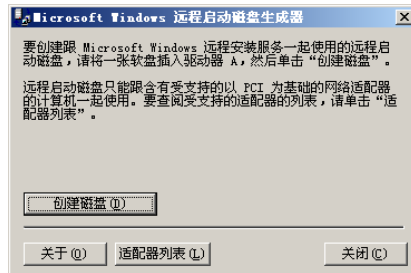 Microsoft Windows 远程启动磁盘生成器
要创建跟 Microsoft Windows 远程安装服务一起使用的远程启
动磁盘，请将一张软盘插入驱动器 A，然后单击“创建磁盘”。
远程启动磁盘只能跟含有受支持的以 PCI 为基础的网络适配器
的计算机一起使用。要查阅受支持的适配器的列表，请单击“适
配器列表”。
创建磁盘(D)
关于(O) 适配器列表(L) 关闭(C)